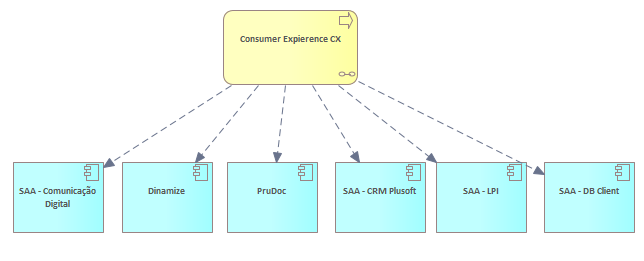 Consumer Expierence CX
SAA - Comunicação
Digital
Dinamize
PruDoc
SAA - CRM Plusoft
SAA - LPI
SAA - DB Client